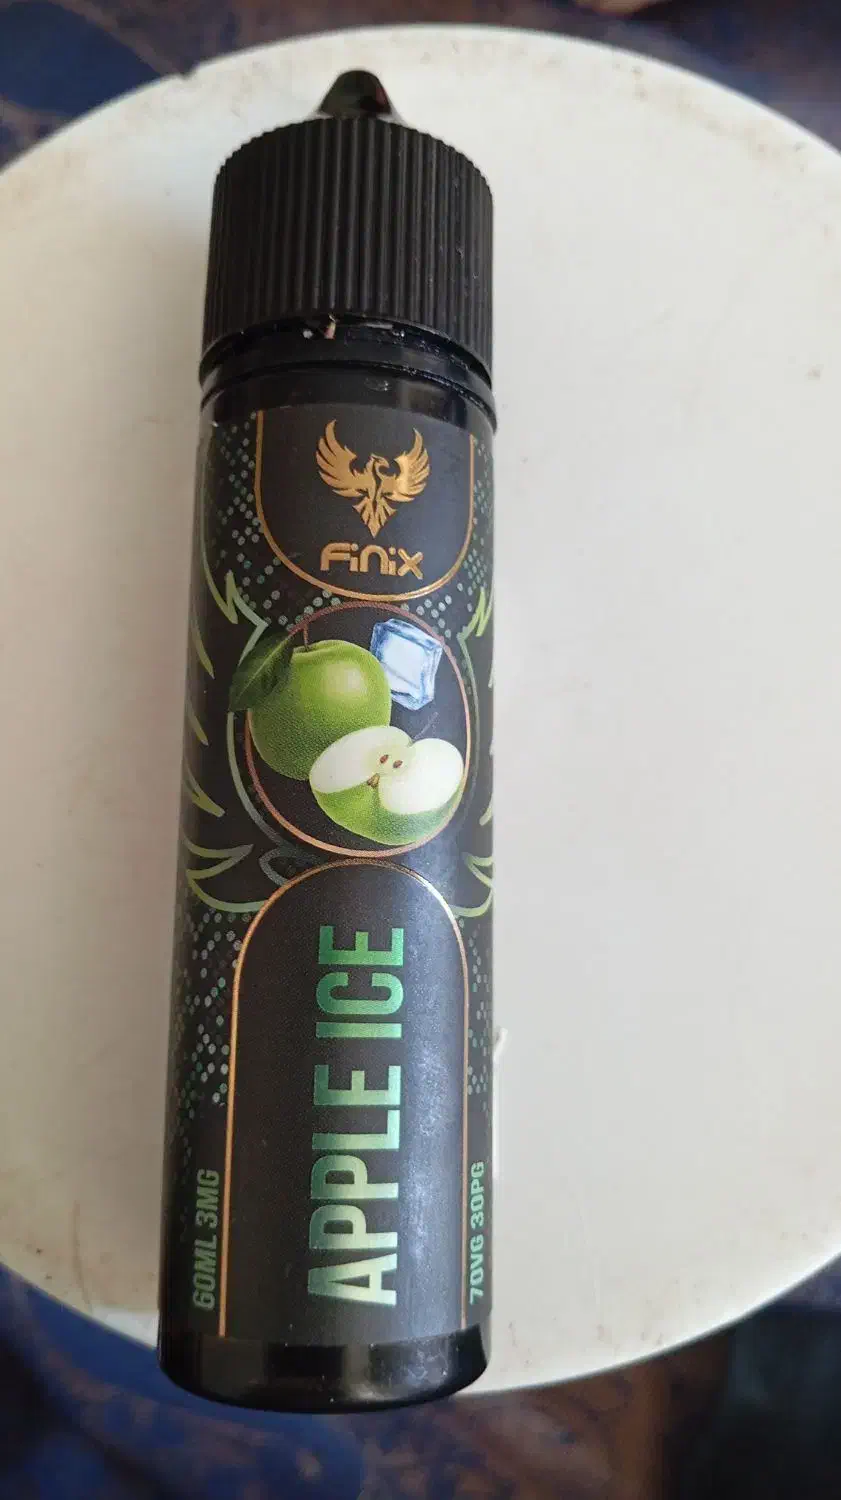 FiNiX
APPLE ICE
60ML 3MG
70VG 30PG